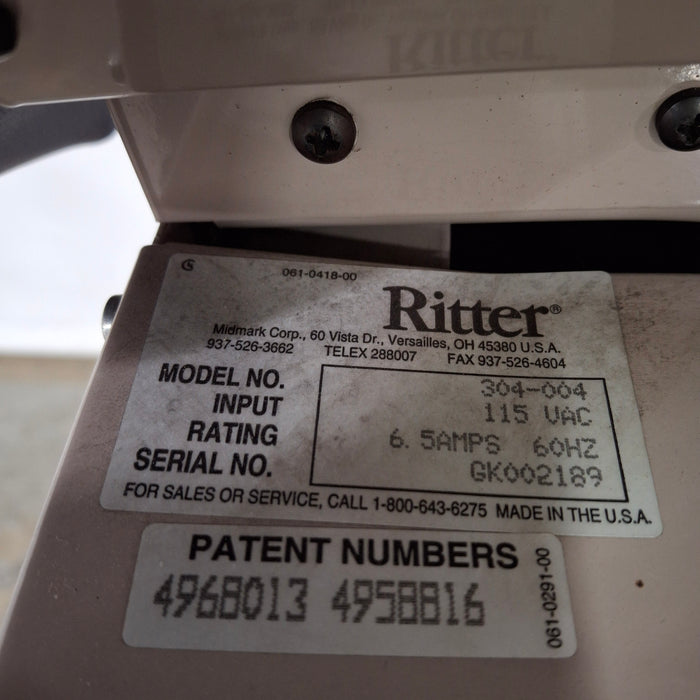 061-0418-00
Ritter®
Midmark Corp., 60 Vista Dr., Versailles, OH 45380 U.S.A.
937-526-3662 TELEX 288007 FAX 937-526-4604
MODEL NO. 304-004
INPUT 115 VAC
RATING 6.5AMPS 60HZ
SERIAL NO. GK002189
FOR SALES OR SERVICE, CALL 1-800-643-6275 MADE IN THE U.S.A.
PATENT NUMBERS
4968013 4958816
061-0291-00